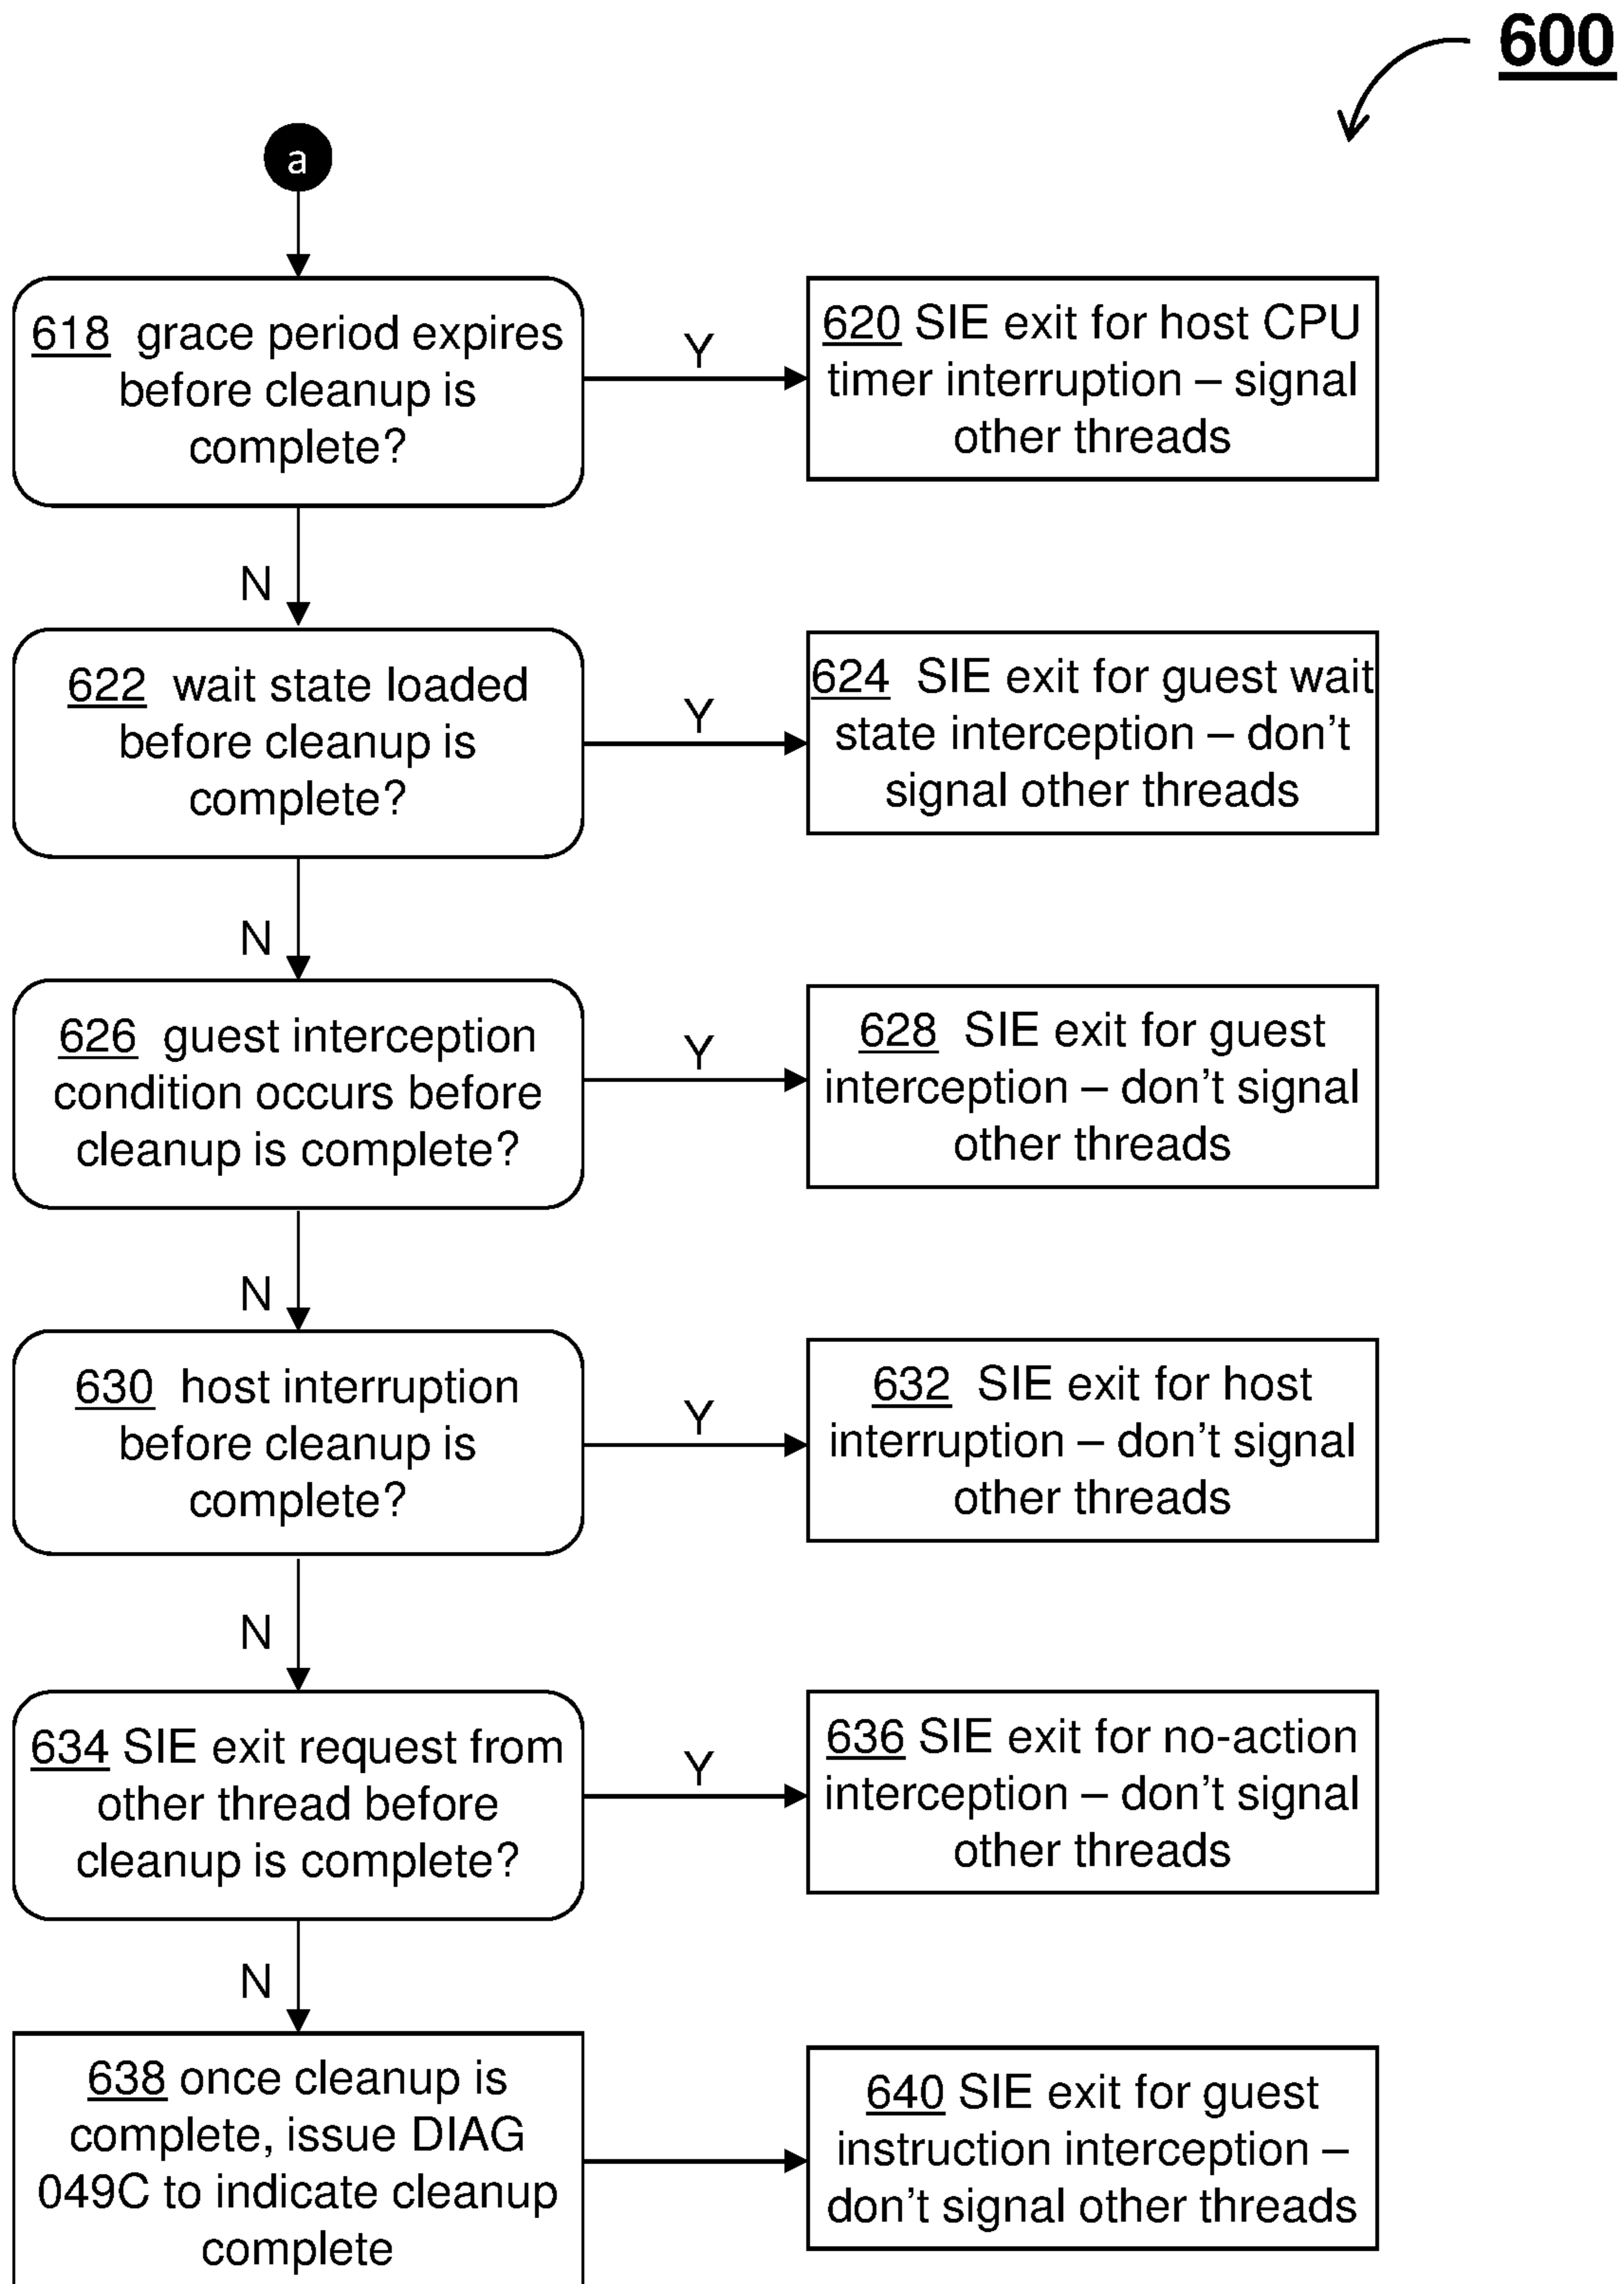 600
a
618 grace period expires
before cleanup is
complete?
Y
620 SIE exit for host CPU
timer interruption – signal
other threads
N
622 wait state loaded
before cleanup is
complete?
Y
624 SIE exit for guest wait
state interception – don't
signal other threads
N
626 guest interception
condition occurs before
cleanup is complete?
Y
628 SIE exit for guest
interception – don't signal
other threads
N
630 host interruption
before cleanup is
complete?
Y
632 SIE exit for host
interruption – don't signal
other threads
N
634 SIE exit request from
other thread before
cleanup is complete?
Y
636 SIE exit for no-action
interception – don't signal
other threads
N
638 once cleanup is
complete, issue DIAG
049C to indicate cleanup
complete
640 SIE exit for guest
instruction interception –
don't signal other threads